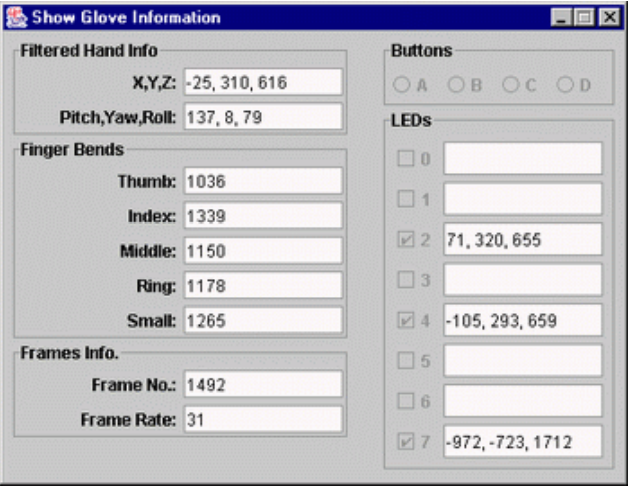 Show Glove Information
Filtered Hand Info
X,Y,Z: -25, 310, 616
Pitch,Yaw,Roll: 137, 8, 79
Finger Bends
Thumb: 1036
Index: 1339
Middle: 1150
Ring: 1178
Small: 1265
Frames Info.
Frame No.: 1492
Frame Rate: 31
Buttons
A B C D
LEDs
0
1
2 71, 320, 655
3
4 -105, 293, 659
5
6
7 -972, -723, 1712